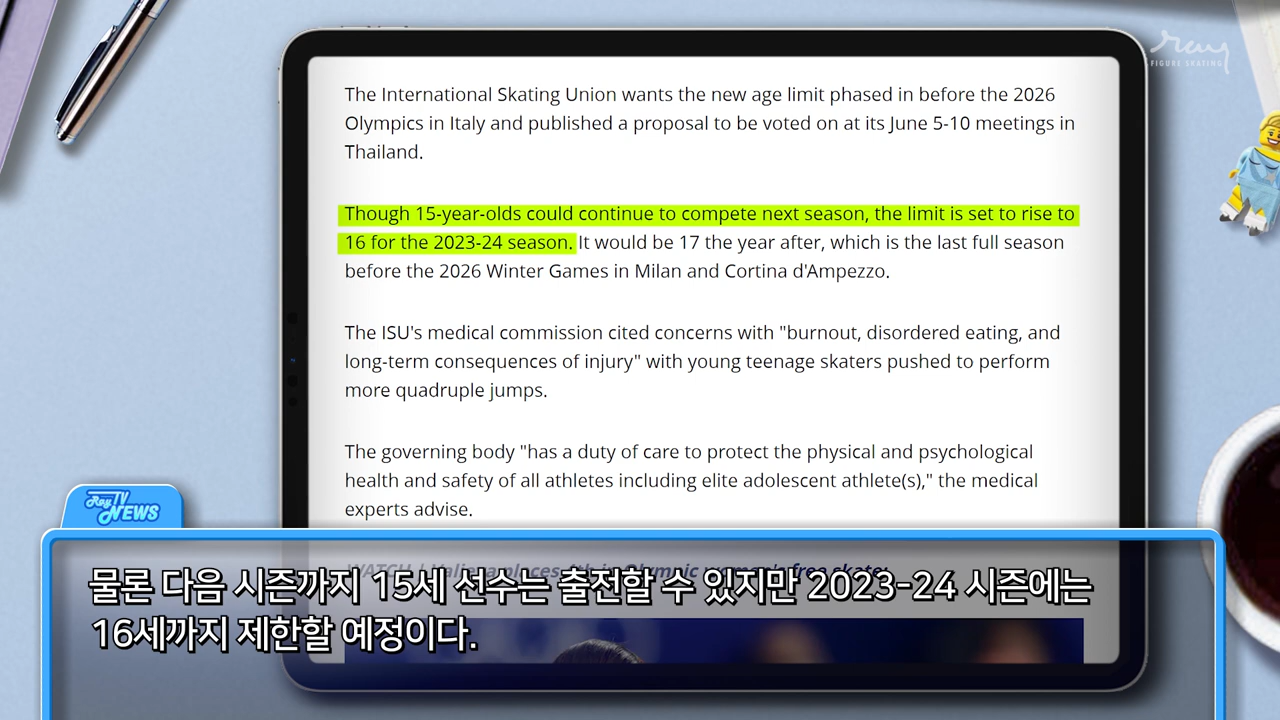 Ray
FIGURE SKATING
The International Skating Union wants the new age limit phased in before the 2026
Olympics in Italy and published a proposal to be voted on at its June 5-10 meetings in
Thailand.
Though 15-year-olds could continue to compete next season, the limit is set to rise to
16 for the 2023-24 season. It would be 17 the year after, which is the last full season
before the 2026 Winter Games in Milan and Cortina d'Ampezzo.
The ISU's medical commission cited concerns with "burnout, disordered eating, and
long-term consequences of injury" with young teenage skaters pushed to perform
more quadruple jumps.
The governing body "has a duty of care to protect the physical and psychological
health and safety of all athletes including elite adolescent athlete(s)," the medical
experts advise.
RayTV
NEWS
물론 다음 시즌까지 15세 선수는 출전할 수 있지만 2023-24 시즌에는
16세까지 제한할 예정이다.